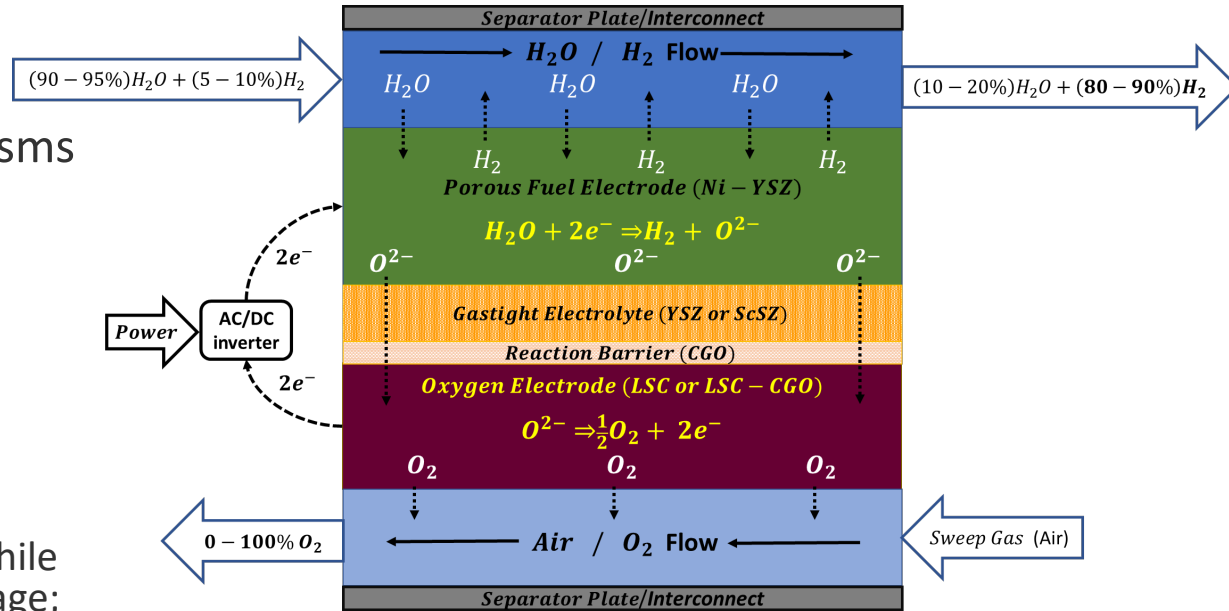 Separator Plate/Interconnect
H₂O / H₂ Flow
(90 − 95%)H₂O + (5 − 10%)H₂
(10 − 20%)H₂O + (80 − 90%)H₂
H₂O H₂O H₂O
sms
H₂ H₂ H₂
Porous Fuel Electrode (Ni − YSZ)
H₂O + 2e⁻ ⇒H₂ + O²⁻
2e⁻
O²⁻ O²⁻ O²⁻
Power
AC/DC
inverter
Gastight Electrolyte (YSZ or ScSZ)
Reaction Barrier (CGO)
2e⁻
Oxygen Electrode (LSC or LSC − CGO)
O²⁻ ⇒½O₂ + 2e⁻
O₂ O₂ O₂
0 − 100% O₂
Air / O₂ Flow
Sweep Gas (Air)
hile
age;
Separator Plate/Interconnect